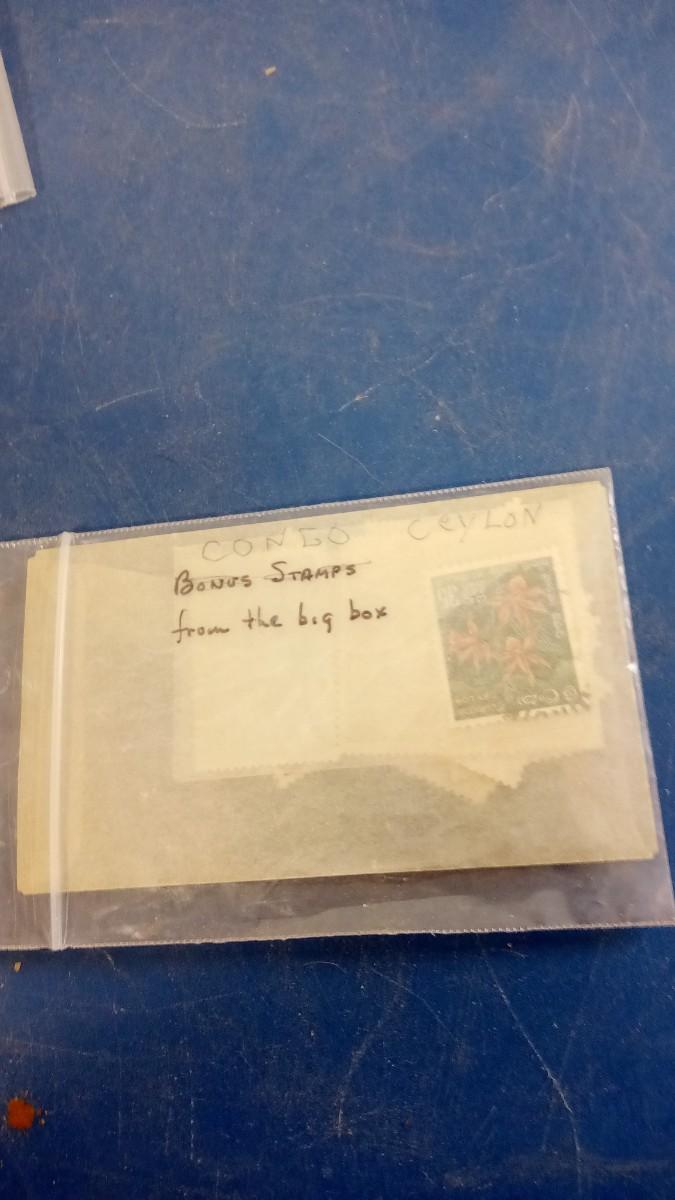 CONGO CEYLON
BONUS STAMPS
from the big box